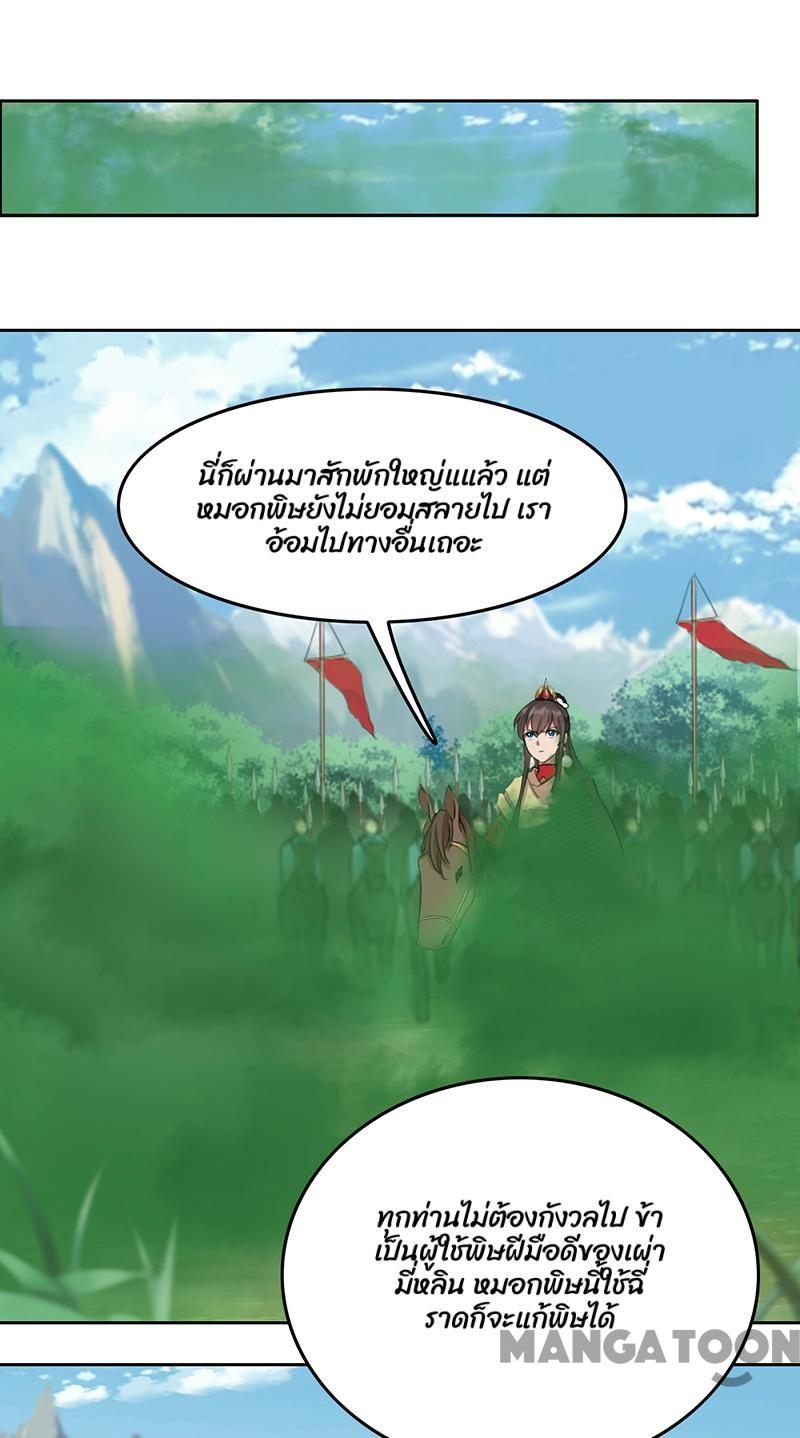 นี่ก็ผ่านมาสักพักใหญ่แแล้ว แต่
หมอกพิษยังไม่ยอมสลายไป เรา
อ้อมไปทางอื่นเถอะ
ทุกท่านไม่ต้องกังวลไป ข้า
เป็นผู้ใช้พิษฝีมือดีของเผ่า
มี่หลิน หมอกพิษนี้ใช้ฉี่
ราดก็จะแก้พิษได้
MANGATOON